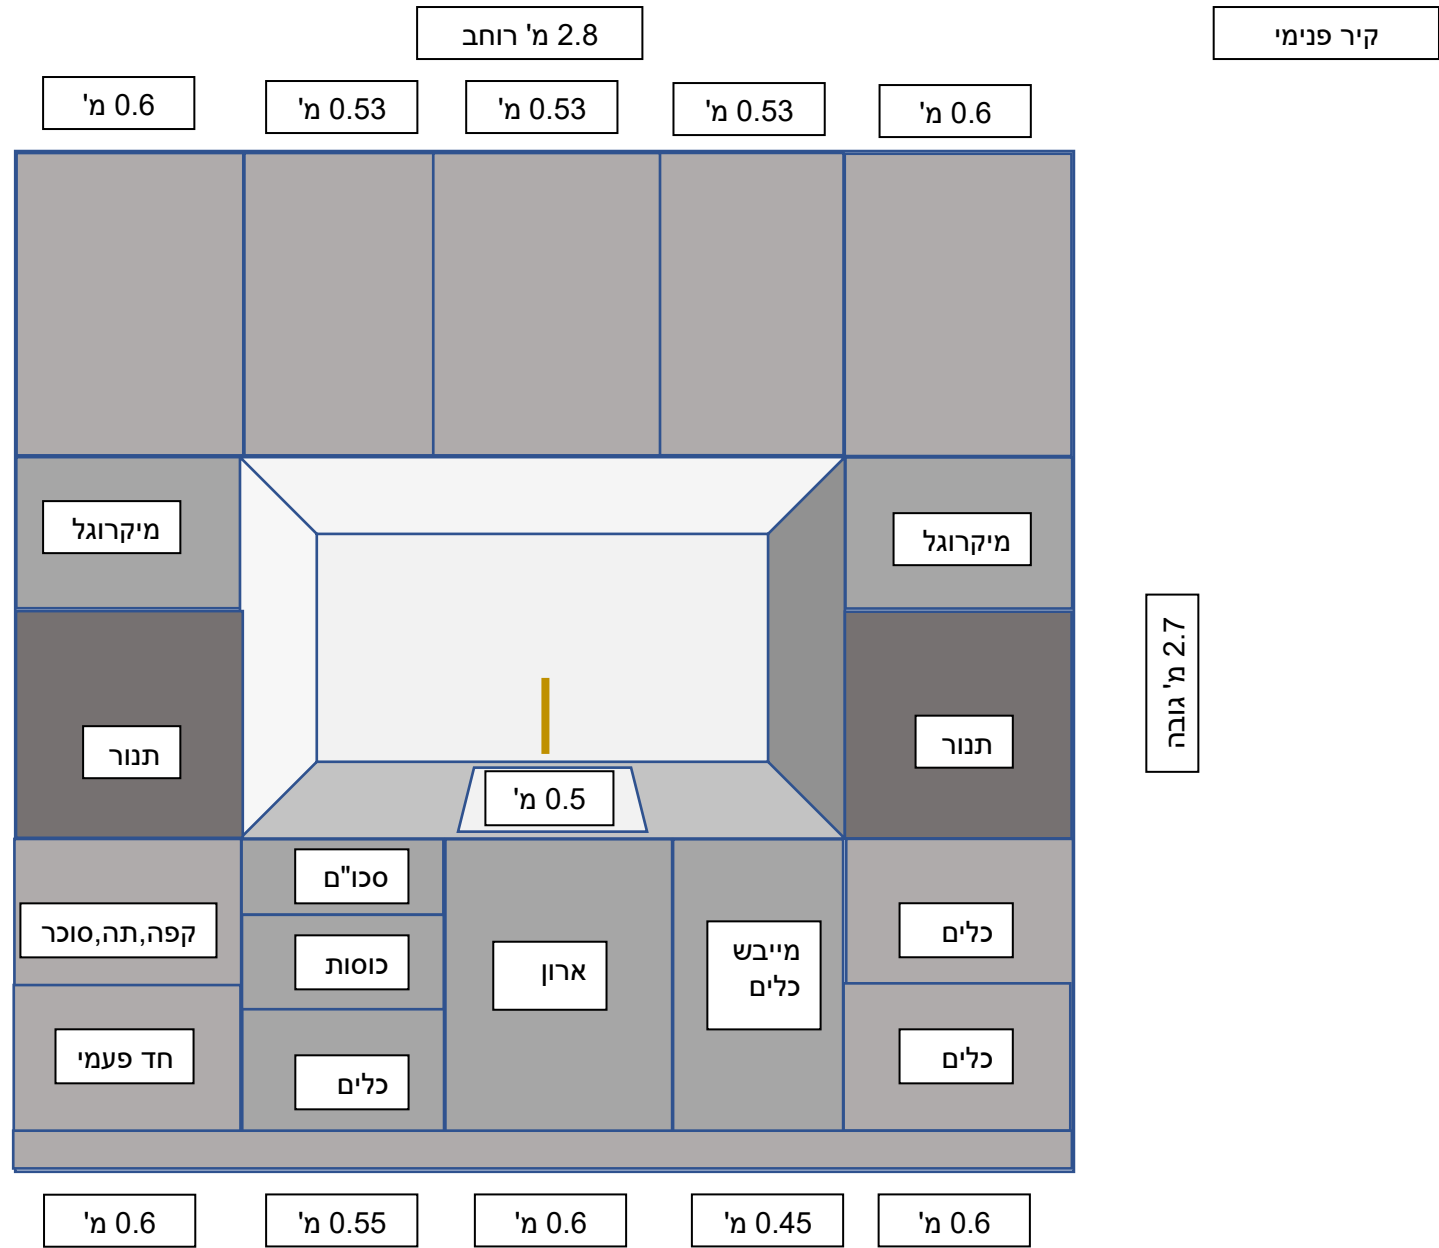 קיר פנימי
2.8 מ' רוחב
0.6 מ'
0.53 מ'
0.53 מ'
0.53 מ'
0.6 מ'
מיקרוגל
מיקרוגל
תנור
תנור
2.7 מ' גובה
0.5 מ'
כלים
מייבש
כלים
ארון
סכו"ם
כוסות
כלים
קפה,תה,סוכר
כלים
חד פעמי
0.6 מ'
0.45 מ'
0.6 מ'
0.55 מ'
0.6 מ'